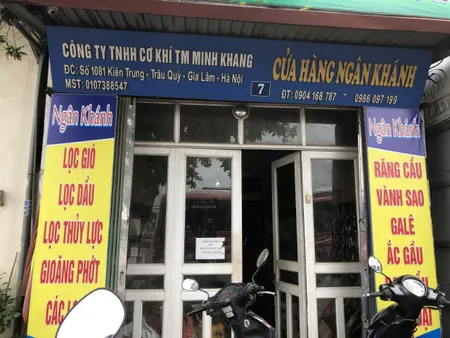 CÔNG TY TNHH CƠ KHÍ TM MINH KHANG
ĐC: Số 1081 Kiên Trung - Trâu Quỳ - Gia Lâm - Hà Nội
MST: 0107388547
7
CỬA HÀNG NGÂN KHÁNH
ĐT: 0904 168 787 * 0986 097 199
Ngân Khánh
LỌC GIÓ
LỌC DẦU
LỌC THỦY LỰC
GIOĂNG PHỚT
CÁC
Ngân Khánh
RĂNG CẦU
VÀNH SAO
GALÊ
ẮC GẦU